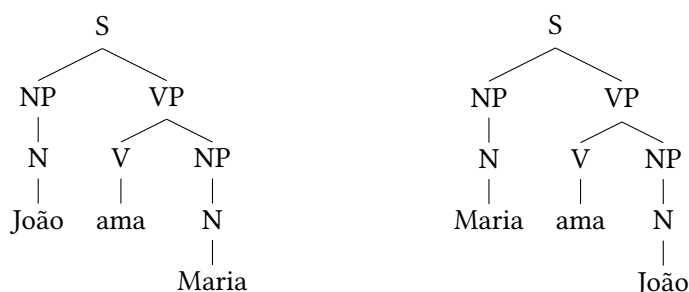 S S
NP VP NP VP
N V NP N V NP
João ama N Maria ama N
Maria João